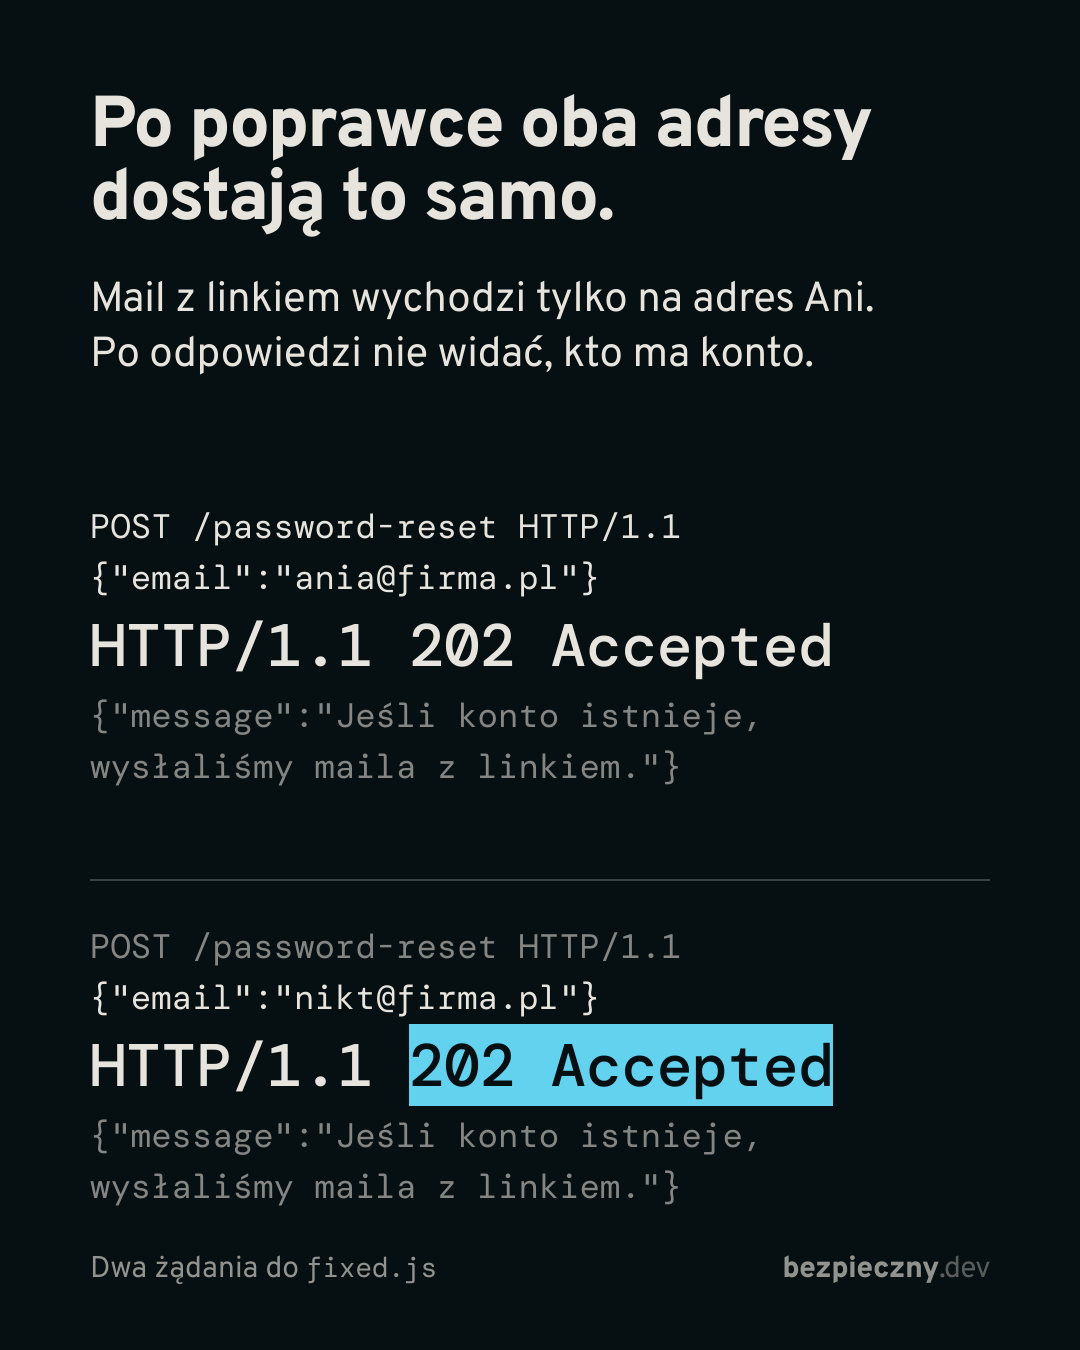 Po poprawce oba adresy
dostają to samo.
Mail z linkiem wychodzi tylko na adres Ani.
Po odpowiedzi nie widać, kto ma konto.
POST /password-reset HTTP/1.1
{"email":"ania@firma.pl"}
HTTP/1.1 202 Accepted
{"message":"Jeśli konto istnieje,
wysłaliśmy maila z linkiem."}
POST /password-reset HTTP/1.1
{"email":"nikt@firma.pl"}
HTTP/1.1 202 Accepted
{"message":"Jeśli konto istnieje,
wysłaliśmy maila z linkiem."}
Dwa żądania do fixed.js
bezpieczny.dev